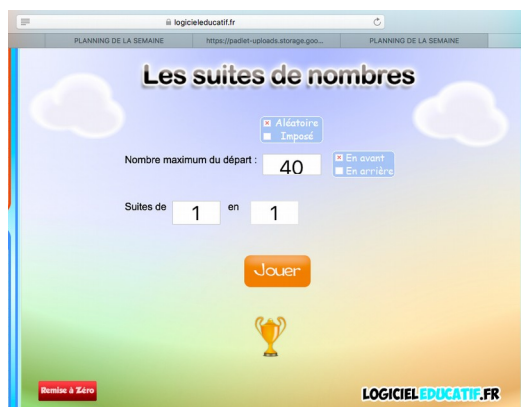 logicieleducatif.fr
PLANNING DE LA SEMAINE https://padlet-uploads.storage.goo... PLANNING DE LA SEMAINE
Les suites de nombres
Aléatoire
Imposé
Nombre maximum du départ : 40
En avant
En arrière
Suites de 1 en 1
Jouer
Remise à Zéro
LOGICIELEDUCATIF.FR